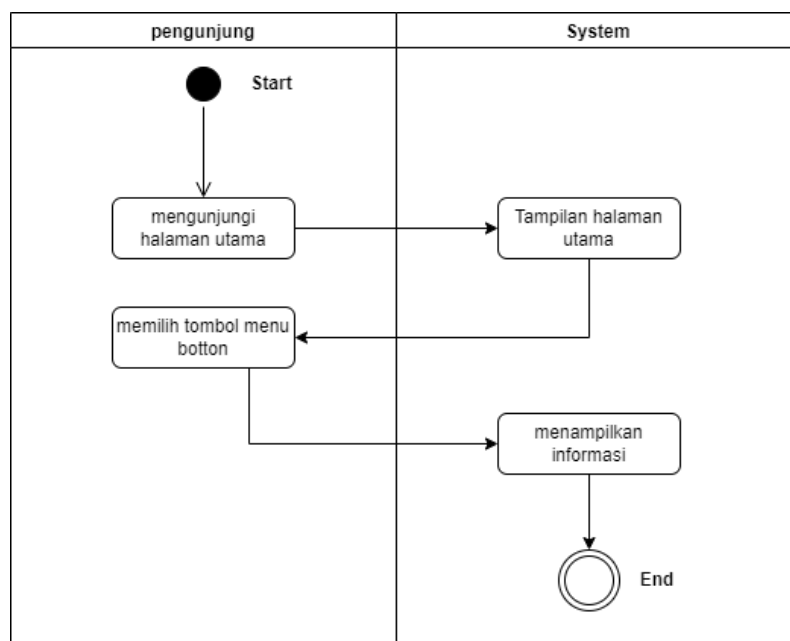 pengunjung
System
Start
mengunjungi
halaman utama
Tampilan halaman
utama
memilih tombol menu
botton
menampilkan
informasi
End